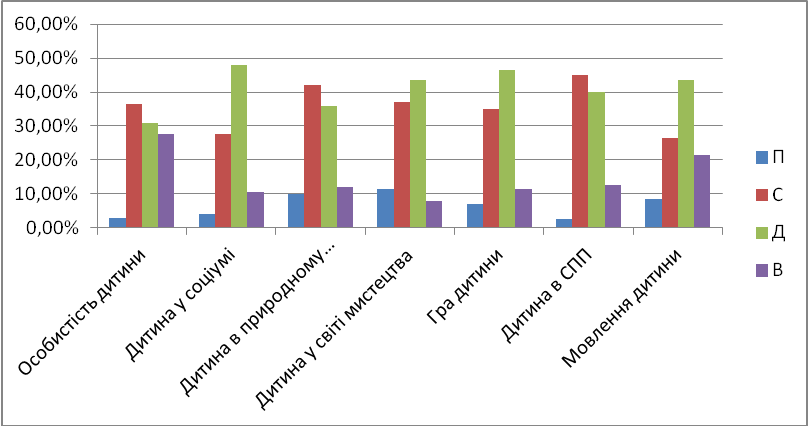 60,00%
50,00%
40,00%
30,00%
20,00%
10,00%
0,00%
Особистість дитини
Дитина у соціумі
Дитина в природному...
Дитина у світі мистецтва
Гра дитини
Дитина в СПП
Мовлення дитини
П
С
Д
В